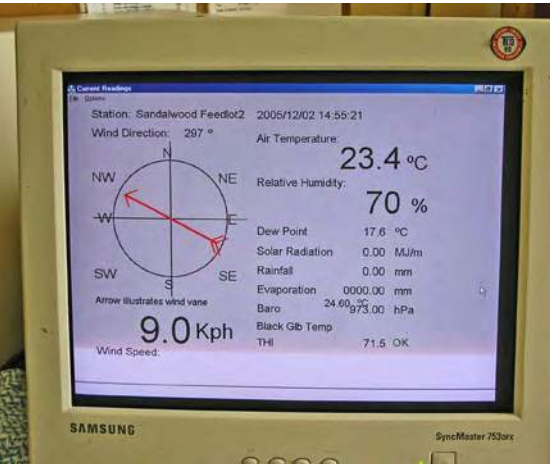 Current Readings
File Options
Station: Sandalwood Feedlot2 2005/12/02 14:55:21
Wind Direction: 297 °
N
NE
E
SE
S
SW
W
NW
Arrow illustrates wind vane
9.0 Kph
Wind Speed:
Air Temperature:
23.4 °C
Relative Humidity:
70 %
Dew Point 17.6 °C
Solar Radiation 0.00 MJ/m
Rainfall 0.00 mm
Evaporation 0000.00 mm
24.60 °C
Baro 973.00 hPa
Black Glb Temp
THI 71.5 OK
SAMSUNG
SyncMaster 753DFX